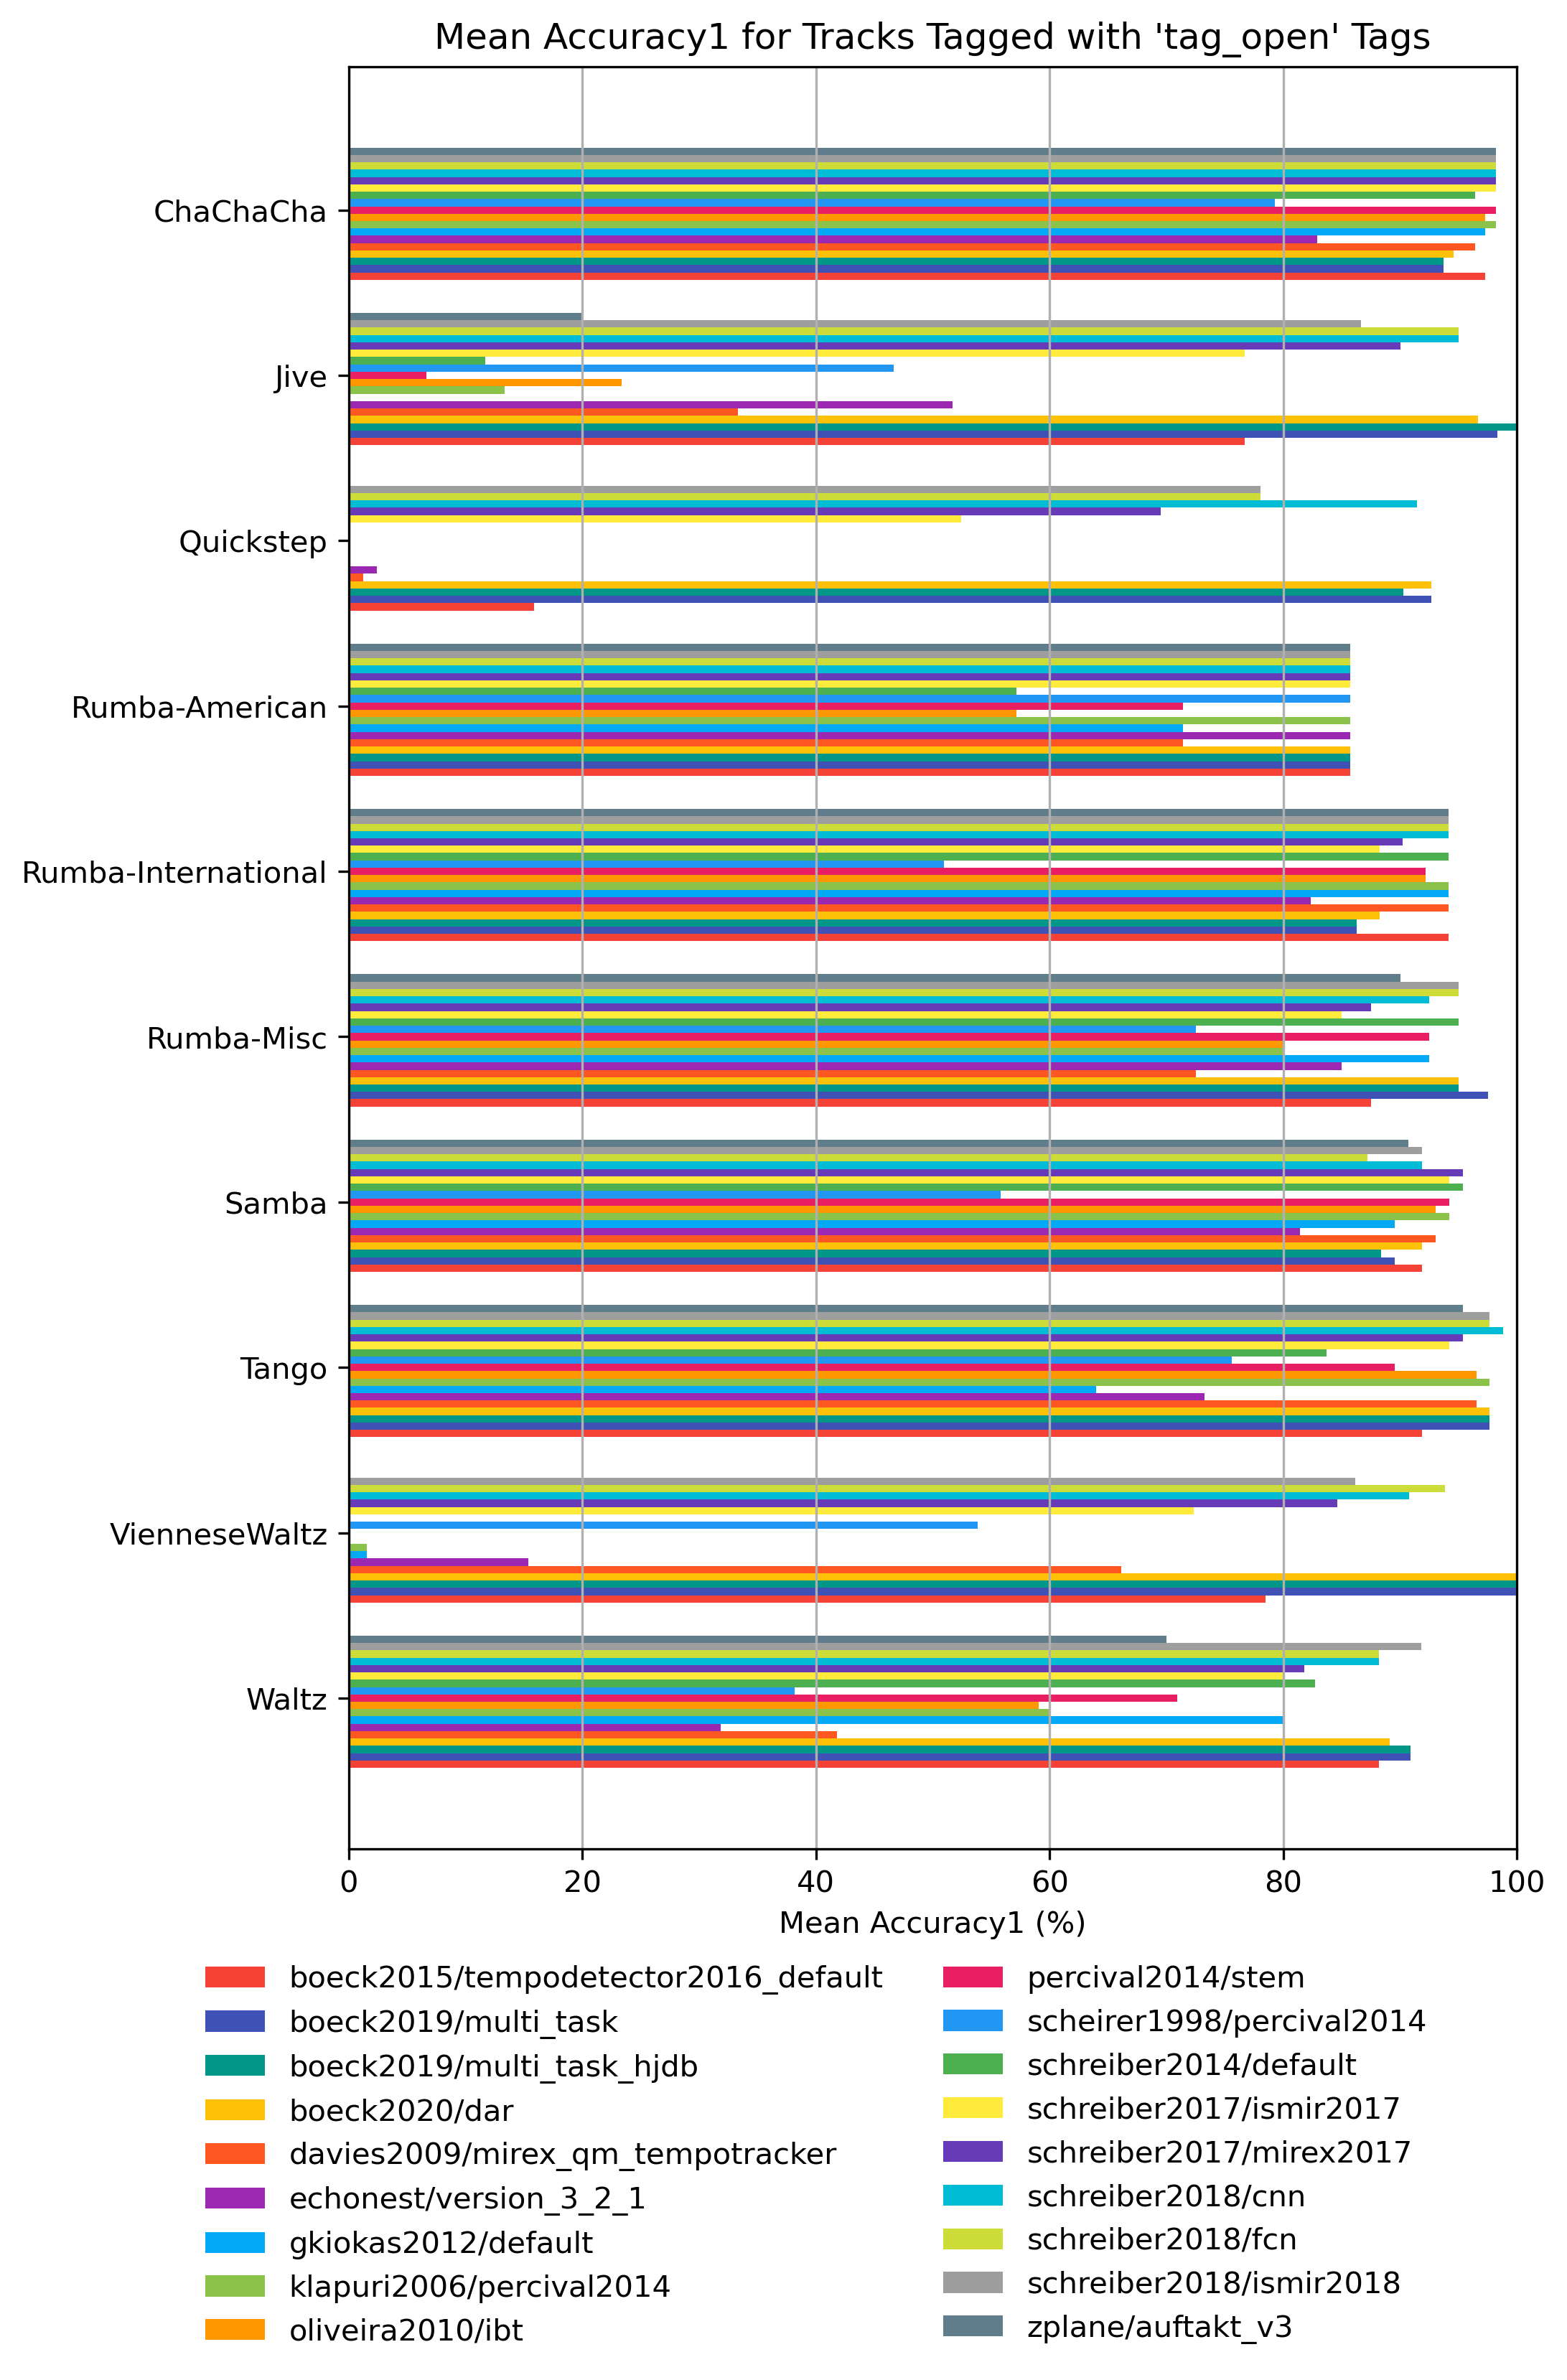 Mean Accuracy1 for Tracks Tagged with 'tag_open' Tags
ChaChaCha
Jive
Quickstep
Rumba-American
Rumba-International
Rumba-Misc
Samba
Tango
VienneseWaltz
Waltz
0 20 40 60 80 100
Mean Accuracy1 (%)
boeck2015/tempodetector2016_default
boeck2019/multi_task
boeck2019/multi_task_hjdb
boeck2020/dar
davies2009/mirex_qm_tempotracker
echonest/version_3_2_1
gkiokas2012/default
klapuri2006/percival2014
oliveira2010/ibt
percival2014/stem
scheirer1998/percival2014
schreiber2014/default
schreiber2017/ismir2017
schreiber2017/mirex2017
schreiber2018/cnn
schreiber2018/fcn
schreiber2018/ismir2018
zplane/auftakt_v3